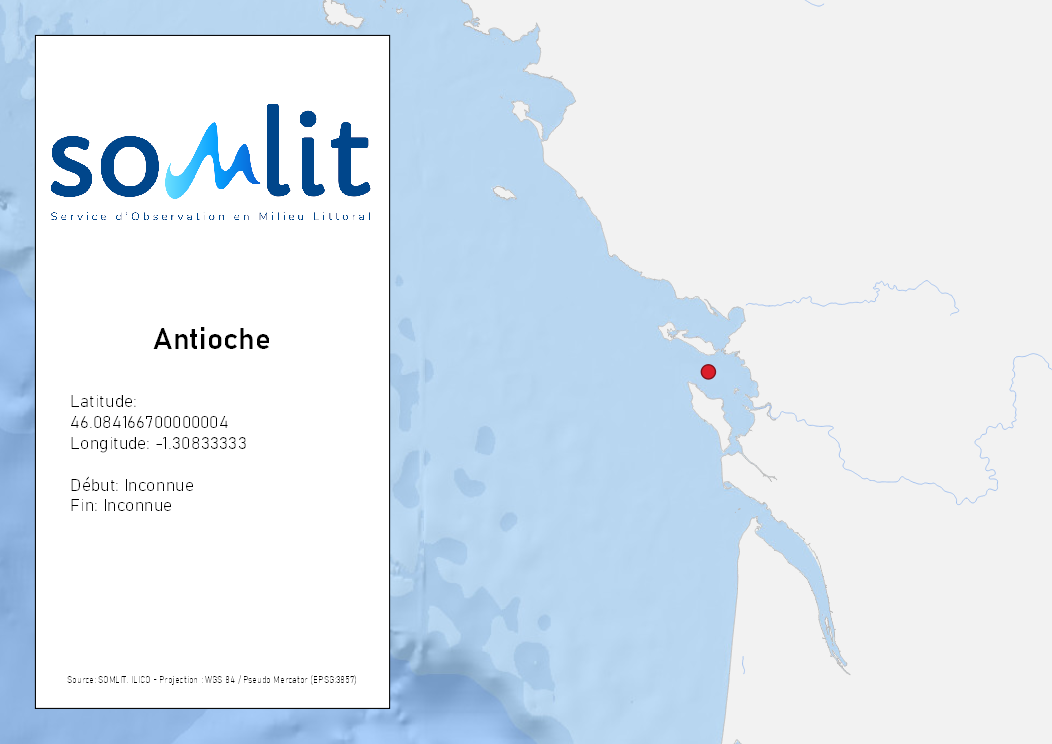 somlit
Service d'Observation en Milieu Littoral
Antioche
Latitude:
46.084166700000004
Longitude: -1.30833333
Début: Inconnue
Fin: Inconnue
Source: SOMLIT, ILICO - Projection : WGS 84 / Pseudo Mercator (EPSG:3857)